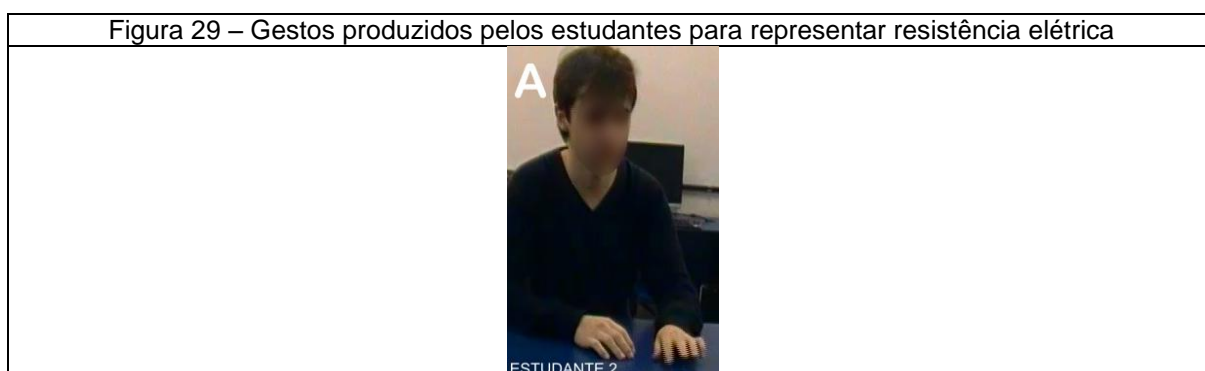 Figura 29 – Gestos produzidos pelos estudantes para representar resistência elétrica
A
ESTUDANTE 2